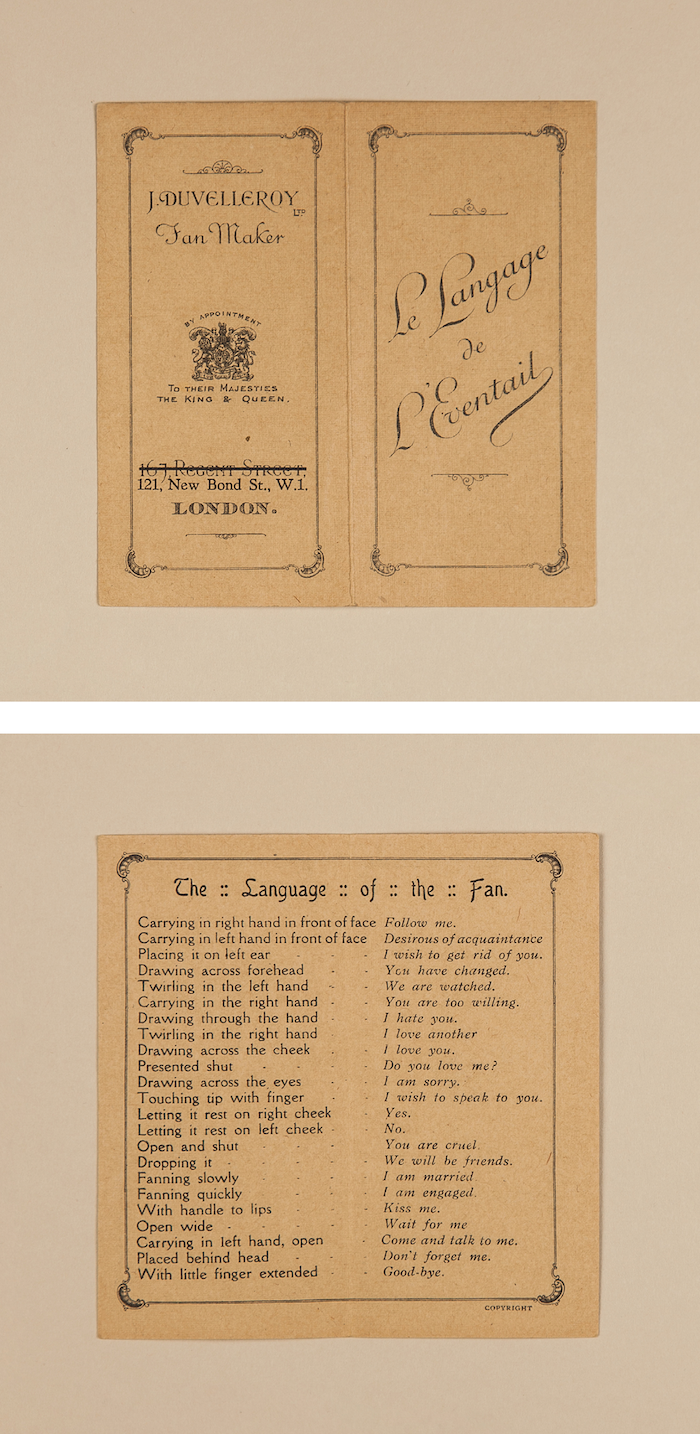 J. DUVELLEROY LTD
Fan Maker
BY APPOINTMENT
TO THEIR MAJESTIES
THE KING & QUEEN.
167, REGENT STREET,
121, New Bond St., W.1.
LONDON.
Le Langage
de
L'Eventail
The :: Language :: of :: the :: Fan.
Carrying in right hand in front of face Follow me.
Carrying in left hand in front of face Desirous of acquaintance
Placing it on left ear - - - I wish to get rid of you.
Drawing across forehead - - You have changed.
Twirling in the left hand - - We are watched.
Carrying in the right hand - - You are too willing.
Drawing through the hand - - I hate you.
Twirling in the right hand - - I love another
Drawing across the cheek . - I love you.
Presented shut - - - - Do you love me?
Drawing across the eyes - - I am sorry.
Touching tip with finger - - I wish to speak to you.
Letting it rest on right cheek - Yes.
Letting it rest on left cheek - - No.
Open and shut - - - You are cruel.
Dropping it - - - - We will be friends.
Fanning slowly - - - I am married
Fanning quickly - - - I am engaged.
With handle to lips - - - Kiss me.
Open wide - - - - Wait for me
Carrying in left hand, open - Come and talk to me.
Placed behind head - - - Don't forget me.
With little finger extended - - Good-bye.
COPYRIGHT